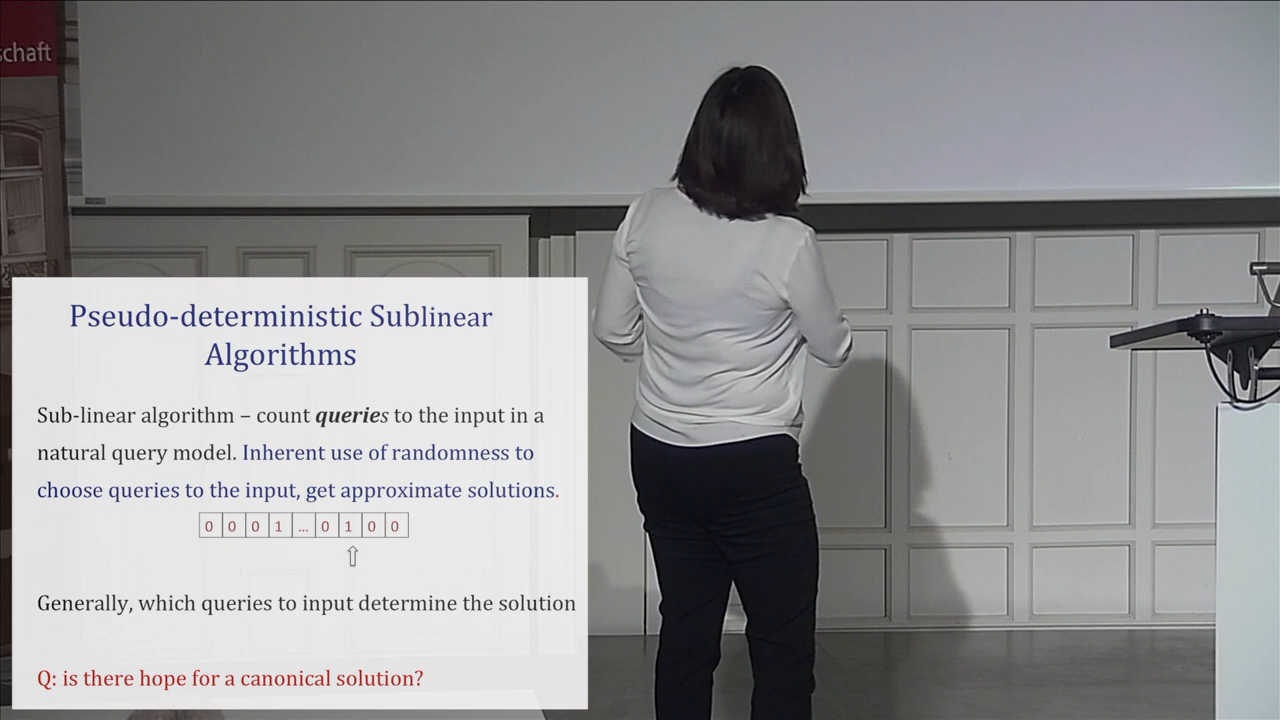 schaft
Pseudo-deterministic Sublinear
Algorithms
Sub-linear algorithm – count queries to the input in a
natural query model. Inherent use of randomness to
choose queries to the input, get approximate solutions.
0 0 0 1 ... 0 1 0 0
Generally, which queries to input determine the solution
Q: is there hope for a canonical solution?